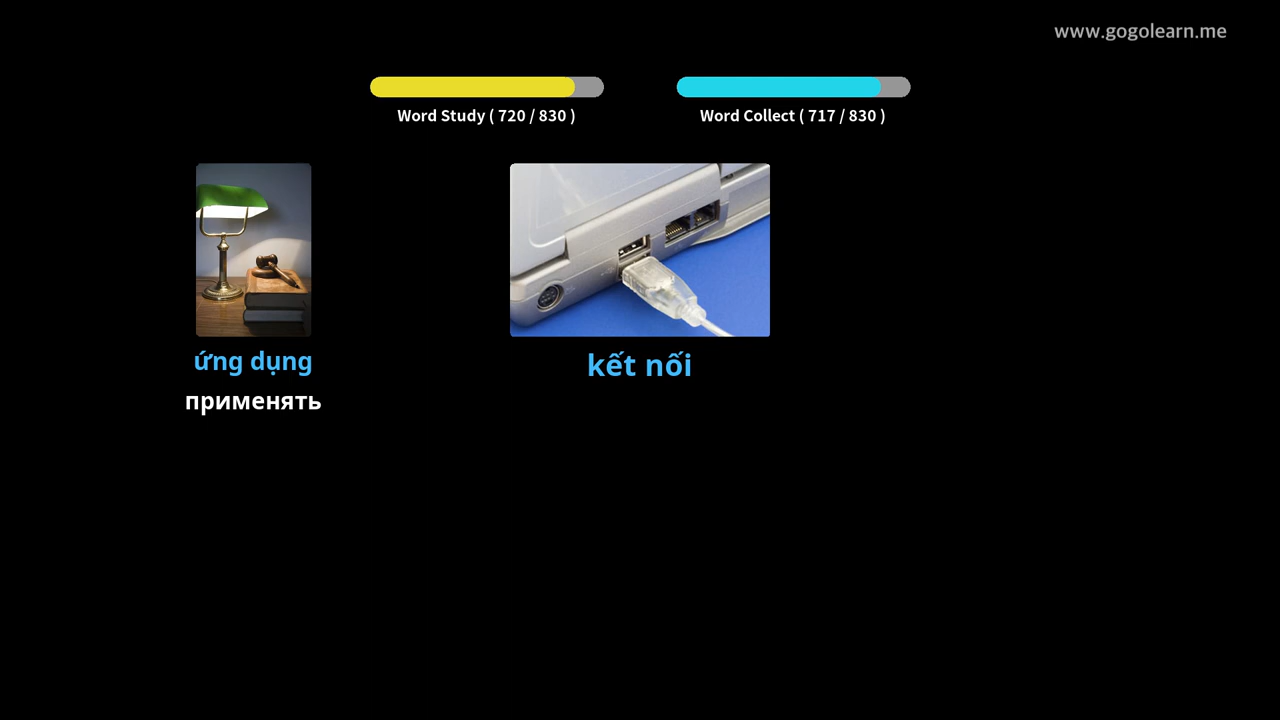 www.gogolearn.me
Word Study ( 720 / 830 )
Word Collect ( 717 / 830 )
ứng dụng
применять
kết nối